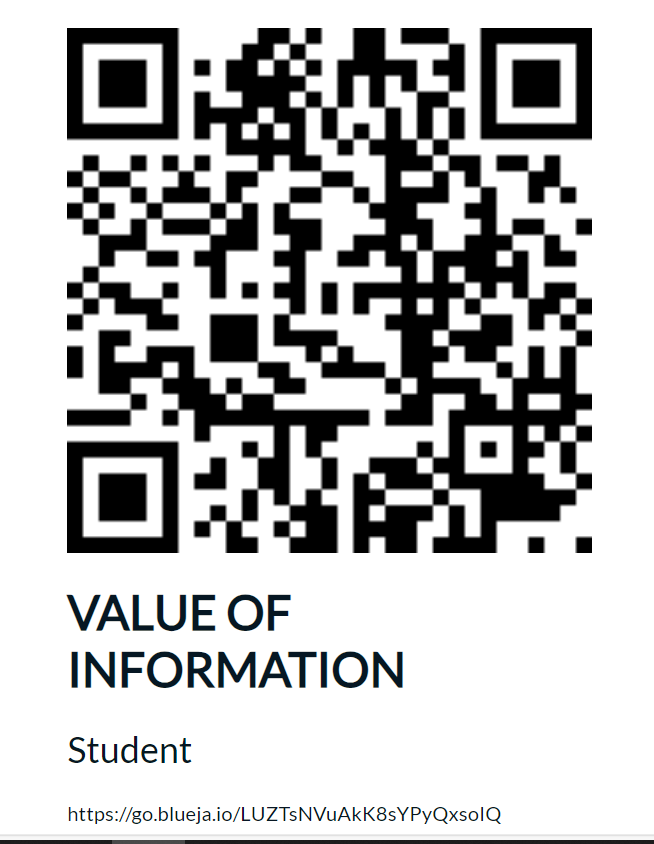 VALUE OF
INFORMATION
Student
https://go.blueja.io/LUZTsNVuAkK8sYPyQxsoIQ